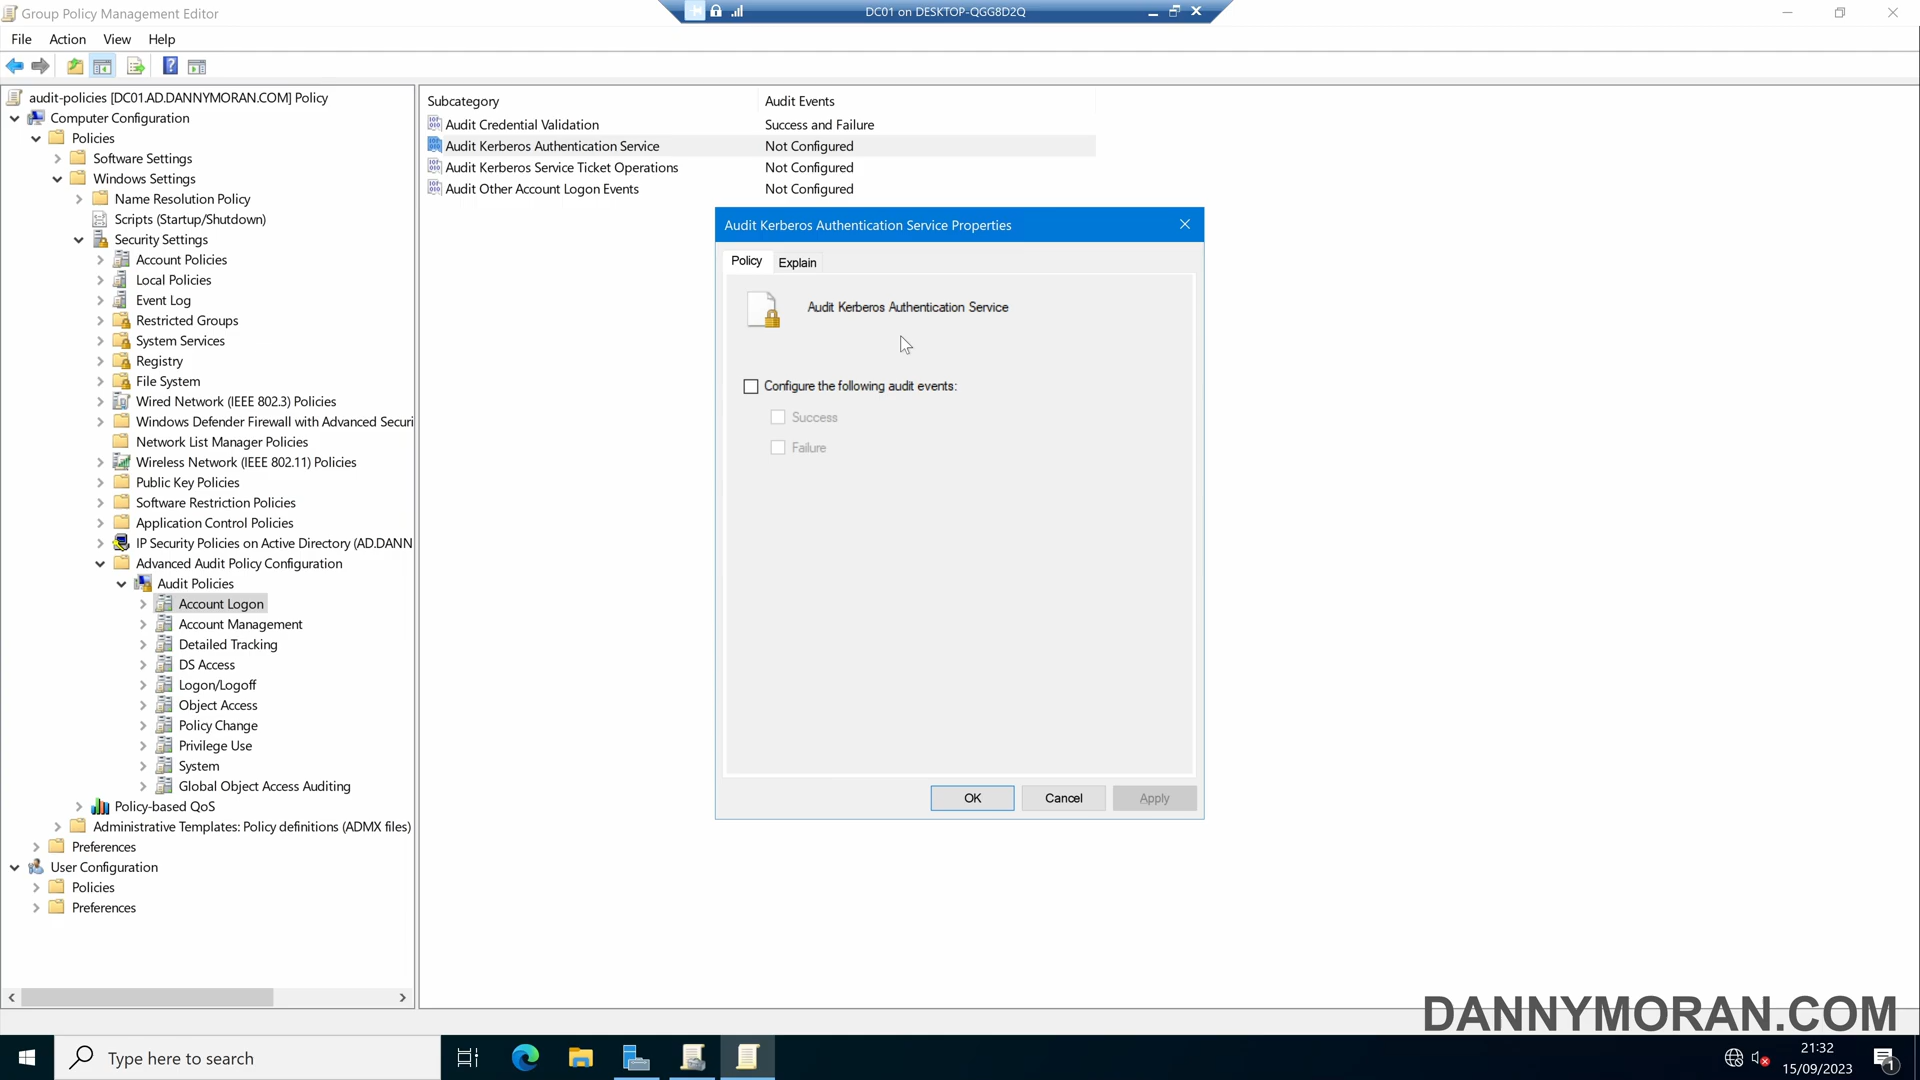 Group Policy Management Editor
DC01 on DESKTOP-QGG8D2Q
File Action View Help
audit-policies [DC01.AD.DANNYMORAN.COM] Policy
Computer Configuration
Policies
Software Settings
Windows Settings
Name Resolution Policy
Scripts (Startup/Shutdown)
Security Settings
Account Policies
Local Policies
Event Log
Restricted Groups
System Services
Registry
File System
Wired Network (IEEE 802.3) Policies
Windows Defender Firewall with Advanced Securi
Network List Manager Policies
Wireless Network (IEEE 802.11) Policies
Public Key Policies
Software Restriction Policies
Application Control Policies
IP Security Policies on Active Directory (AD.DANN
Advanced Audit Policy Configuration
Audit Policies
Account Logon
Account Management
Detailed Tracking
DS Access
Logon/Logoff
Object Access
Policy Change
Privilege Use
System
Global Object Access Auditing
Policy-based QoS
Administrative Templates: Policy definitions (ADMX files)
Preferences
User Configuration
Policies
Preferences
Subcategory Audit Events
Audit Credential Validation Success and Failure
Audit Kerberos Authentication Service Not Configured
Audit Kerberos Service Ticket Operations Not Configured
Audit Other Account Logon Events Not Configured
Audit Kerberos Authentication Service Properties
Policy Explain
Audit Kerberos Authentication Service
Configure the following audit events:
Success
Failure
OK Cancel Apply
DANNYMORAN.COM
Type here to search
21:32
15/09/2023
1